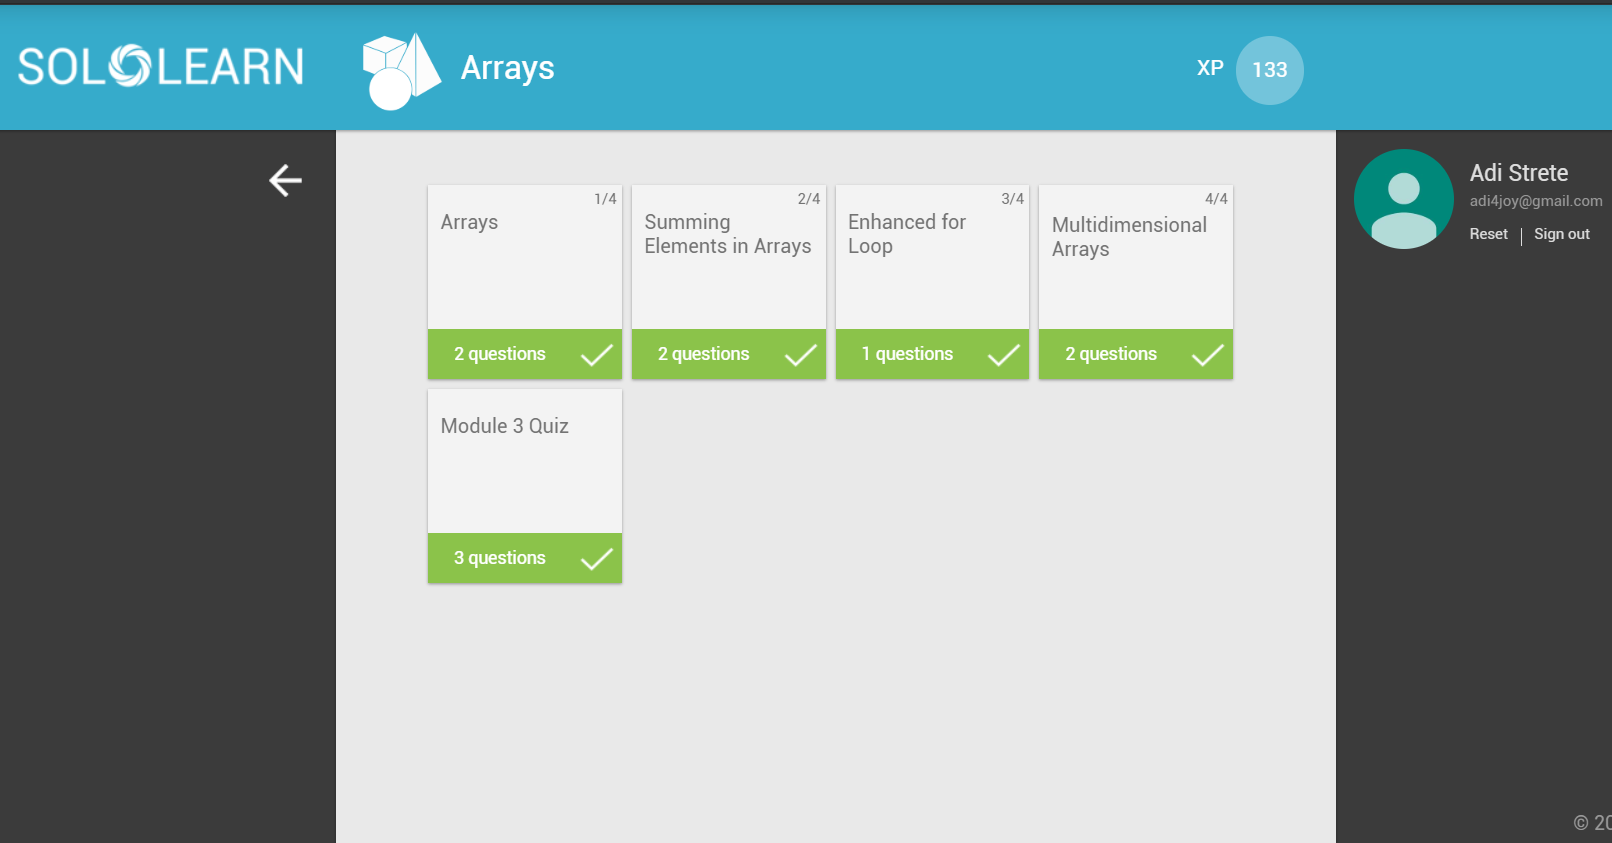 SOLOLEARN
Arrays
XP 133
Adi Strete
adi4joy@gmail.com
Reset | Sign out
1/4
Arrays
2 questions
2/4
Summing
Elements in Arrays
2 questions
3/4
Enhanced for
Loop
1 questions
4/4
Multidimensional
Arrays
2 questions
Module 3 Quiz
3 questions
© 20